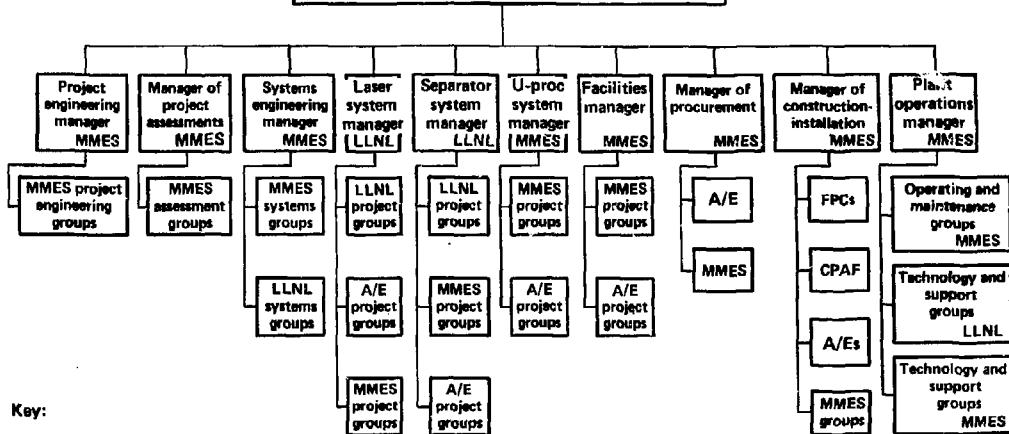 Project
engineering
manager
MMES
Manager of
project
assessments
MMES
Systems
engineering
manager
MMES
Laser
system
manager
LLNL
Separator
system
manager
LLNL
U-proc
system
manager
MMES
Facilities
manager
MMES
Manager of
procurement
MMES
Manager of
construction-
installation
MMES
Plant
operations
manager
MMES
MMES project
engineering
groups
MMES
assessment
groups
MMES
systems
groups
LLNL
systems
groups
LLNL
project
groups
A/E
project
groups
MMES
project
groups
LLNL
project
groups
MMES
project
groups
A/E
project
groups
MMES
project
groups
A/E
project
groups
MMES
project
groups
A/E
project
groups
A/E
MMES
FPCs
CPAF
A/Es
MMES
groups
Operating and
maintenance
groups
MMES
Technology and
support
groups
LLNL
Technology and
support
groups
MMES
Key: